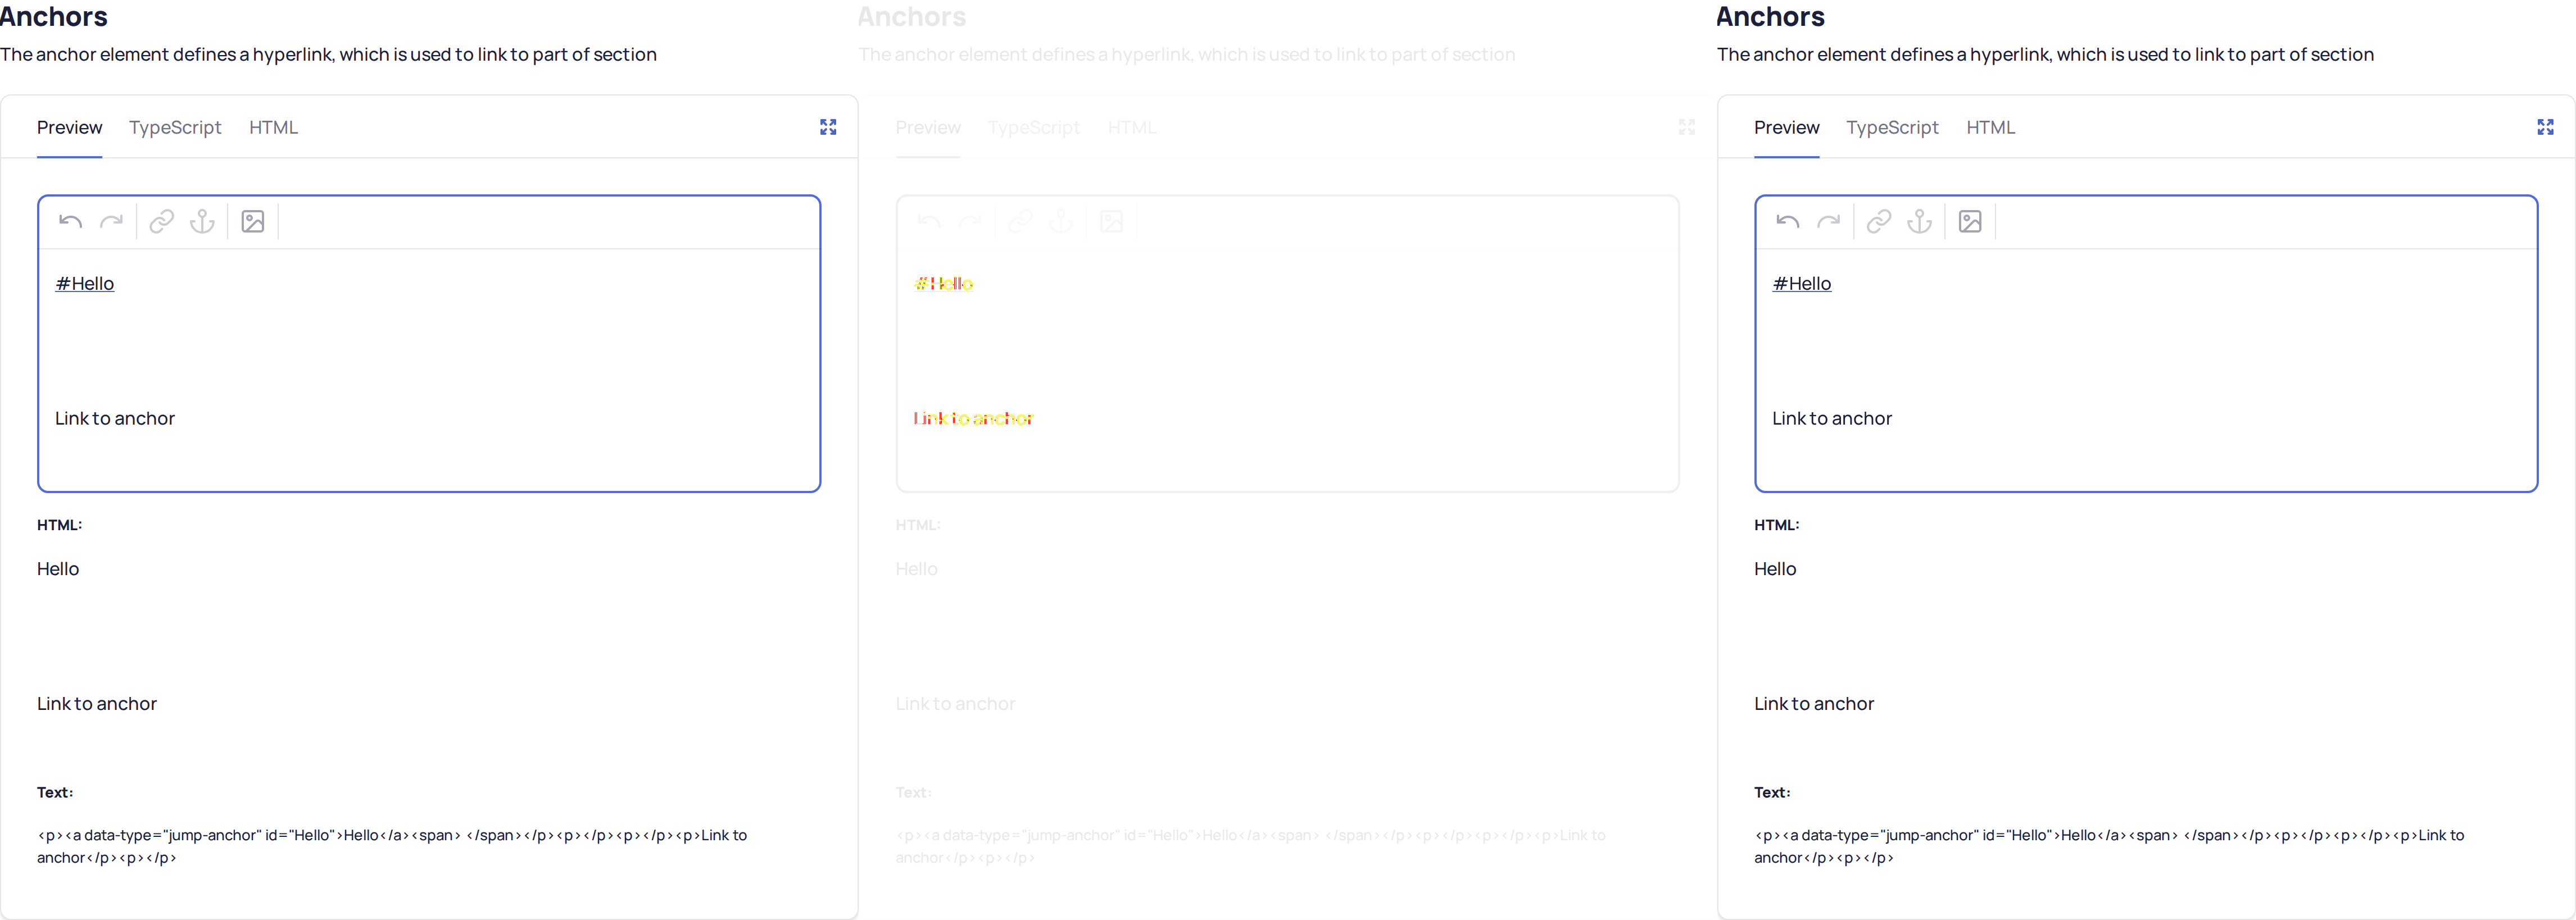 Anchors
The anchor element defines a hyperlink, which is used to link to part of section
Preview TypeScript HTML
#Hello
Link to anchor
HTML:
Hello
Link to anchor
Text:
<p><a data-type="jump-anchor" id="Hello">Hello</a><span> </span></p><p></p><p></p><p>Link to
anchor</p><p></p>
Anchors
The anchor element defines a hyperlink, which is used to link to part of section
Preview TypeScript HTML
#Hello
Link to anchor
HTML:
Hello
Link to anchor
Text:
<p><a data-type="jump-anchor" id="Hello">Hello</a><span> </span></p><p></p><p></p><p>Link to
anchor</p><p></p>
Anchors
The anchor element defines a hyperlink, which is used to link to part of section
Preview TypeScript HTML
#Hello
Link to anchor
HTML:
Hello
Link to anchor
Text:
<p><a data-type="jump-anchor" id="Hello">Hello</a><span> </span></p><p></p><p></p><p>Link to
anchor</p><p></p>